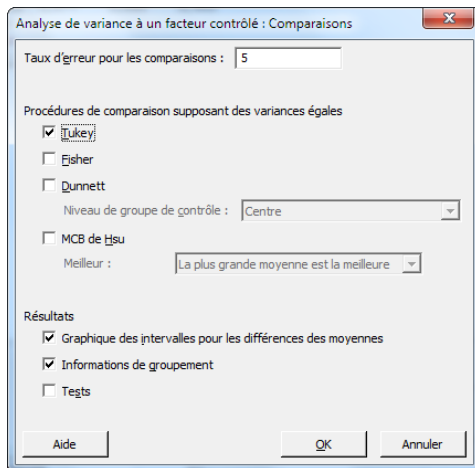 Analyse de variance à un facteur contrôlé : Comparaisons
Taux d'erreur pour les comparaisons : 5
Procédures de comparaison supposant des variances égales
Tukey
Fisher
Dunnett
Niveau de groupe de contrôle : Centre
MCB de Hsu
Meilleur : La plus grande moyenne est la meilleure
Résultats
Graphique des intervalles pour les différences des moyennes
Informations de groupement
Tests
Aide OK Annuler